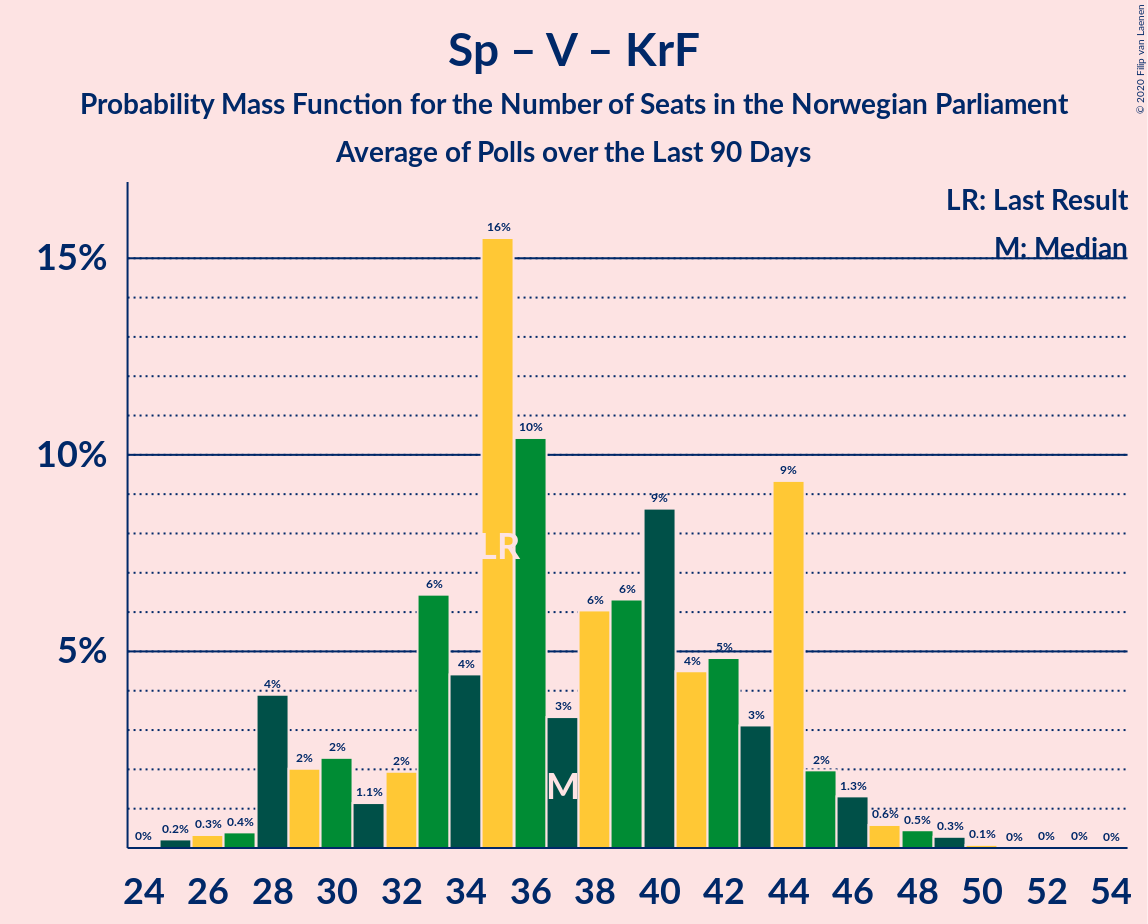 Sp – V – KrF
Probability Mass Function for the Number of Seats in the Norwegian Parliament
Average of Polls over the Last 90 Days
© 2020 Filip van Laenen
LR: Last Result
M: Median
15%
10%
5%
0% 0.2% 0.3% 0.4% 4% 2% 2% 1.1% 2% 6% 4% 16% 10% 3% 6% 6% 9% 4% 5% 3% 9% 2% 1.3% 0.6% 0.5% 0.3% 0.1% 0% 0% 0% 0%
LR
M
24 26 28 30 32 34 36 38 40 42 44 46 48 50 52 54